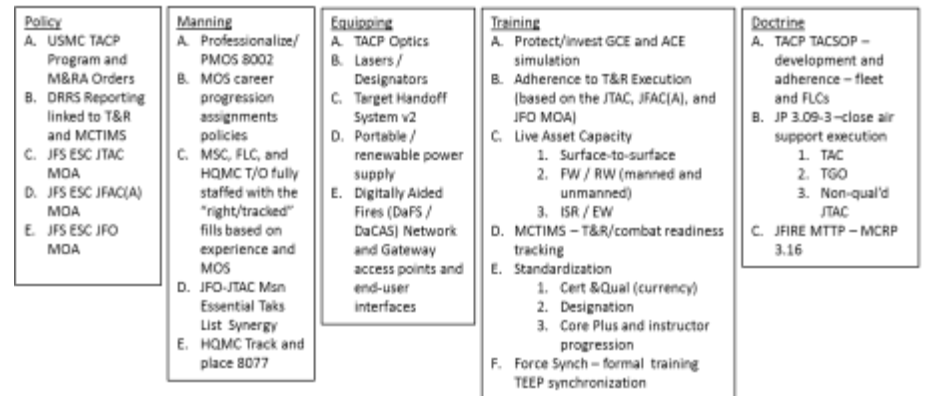 Policy
A. USMC TACP
Program and
M&RA Orders
B. DRRS Reporting
linked to T&R
and MCTIMS
C. JFS ESC JTAC
MOA
D. JFS ESC JFAC(A)
MOA
E. JFS ESC JFO
MOA
Manning
A. Professionalize/
PMOS 8002
B. MOS career
progression
assignments
policies
C. MSC, FLC, and
HQMC T/O fully
staffed with the
"right/tracked"
fills based on
experience and
MOS
D. JFO-JTAC Msn
Essential Taks
List Synergy
E. HQMC Track and
place 8077
Equipping
A. TACP Optics
B. Lasers /
Designators
C. Target Handoff
System v2
D. Portable /
renewable power
supply
E. Digitally Aided
Fires (DaFS /
DaCAS) Network
and Gateway
access points and
end-user
interfaces
Training
A. Protect/invest GCE and ACE
simulation
B. Adherence to T&R Execution
(based on the JTAC, JFAC(A), and
JFO MOA)
C. Live Asset Capacity
1. Surface-to-surface
2. FW / RW (manned and
unmanned)
3. ISR / EW
D. MCTIMS – T&R/combat readiness
tracking
E. Standardization
1. Cert &Qual (currency)
2. Designation
3. Core Plus and instructor
progression
F. Force Synch – formal training
TEEP synchronization
Doctrine
A. TACP TACSOP –
development and
adherence – fleet
and FLCs
B. JP 3.09-3 –close air
support execution
1. TAC
2. TGO
3. Non-qual'd
JTAC
C. JFIRE MTTP – MCRP
3.16